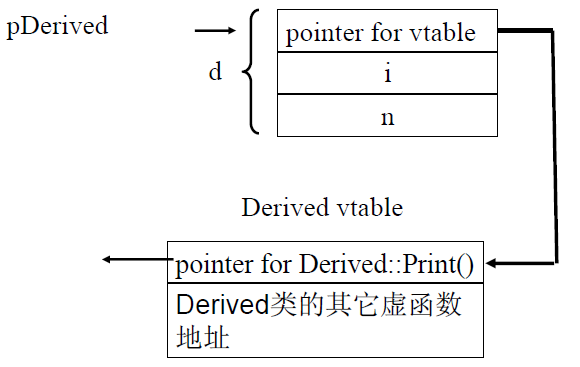 pDerived
pointer for vtable
d
i
n
Derived vtable
pointer for Derived::Print()
Derived类的其它虚函数
地址